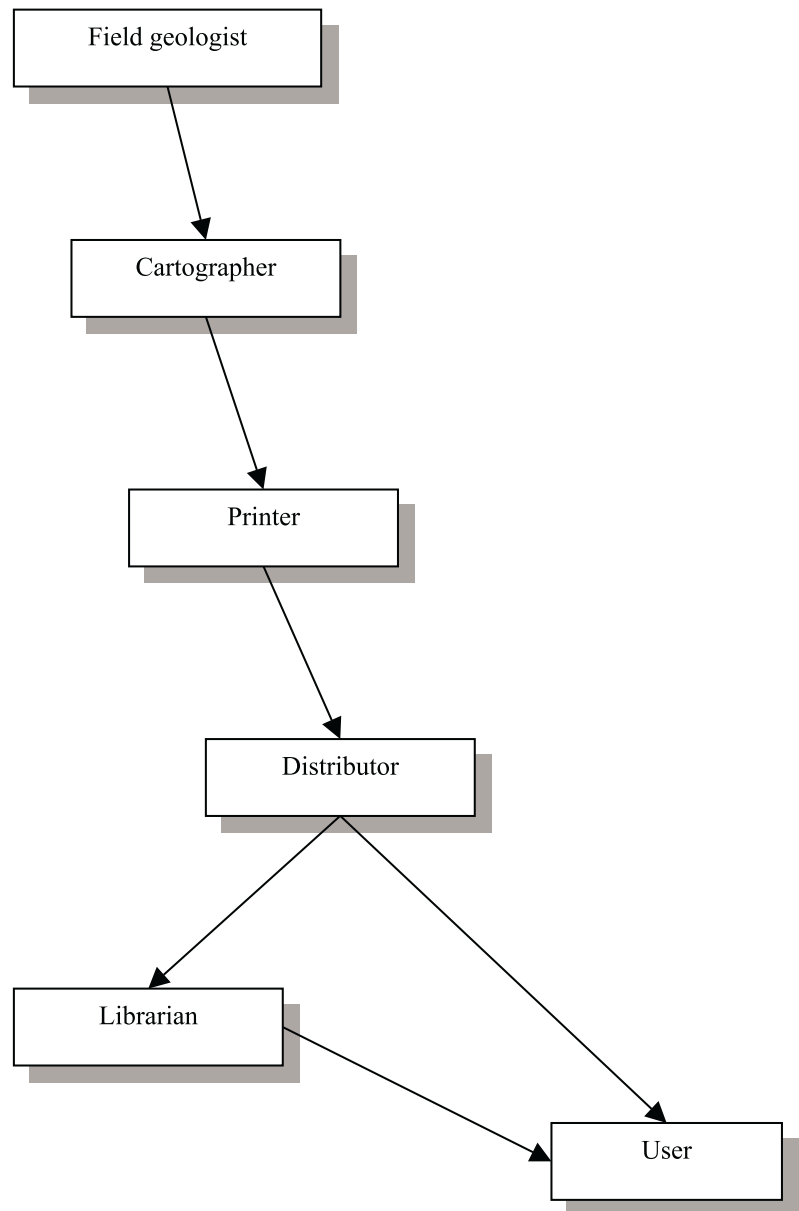 Field geologist
Cartographer
Printer
Distributor
Librarian
User